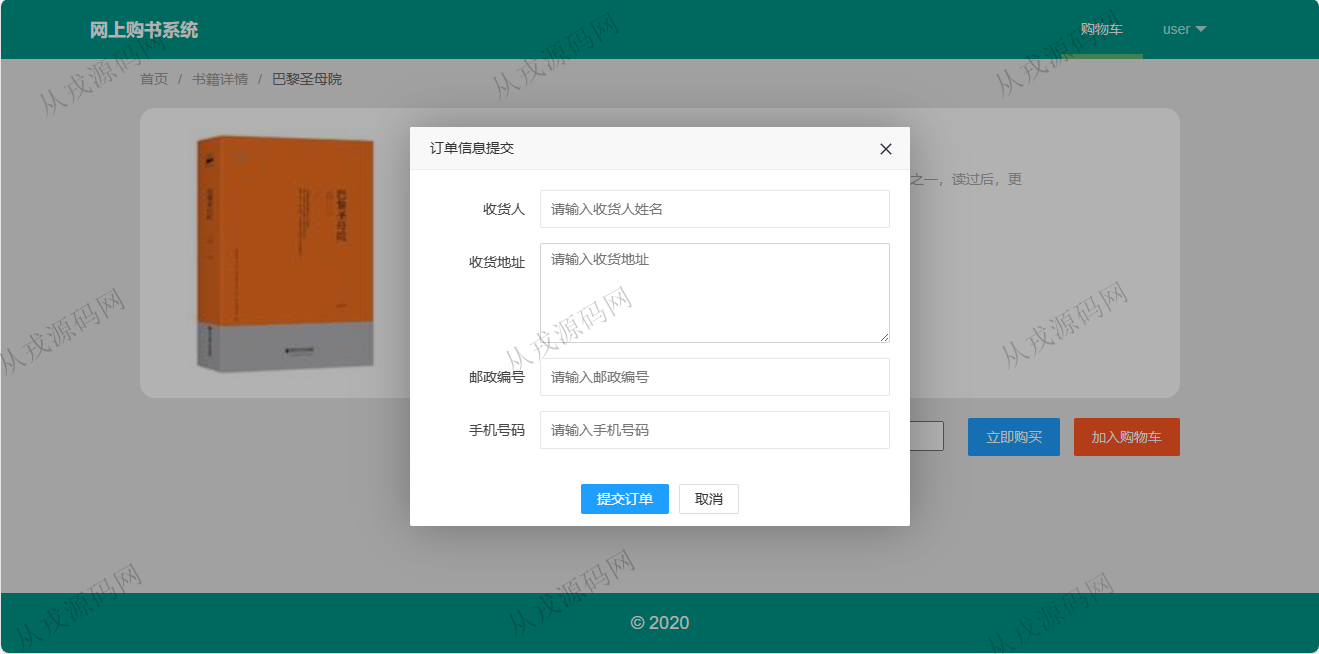 网上购书系统
购物车
user
首页 / 书籍详情 / 巴黎圣母院
巴黎圣母院
订单信息提交
之一，读过后，更
收货人
请输入收货人姓名
收货地址
请输入收货地址
邮政编号
请输入邮政编号
手机号码
请输入手机号码
立即购买
加入购物车
提交订单
取消
© 2020
从戎源码网
从戎源码网
从戎源码网
从戎源码网
从戎源码网
从戎源码网
从戎源码网
从戎源码网
从戎源码网